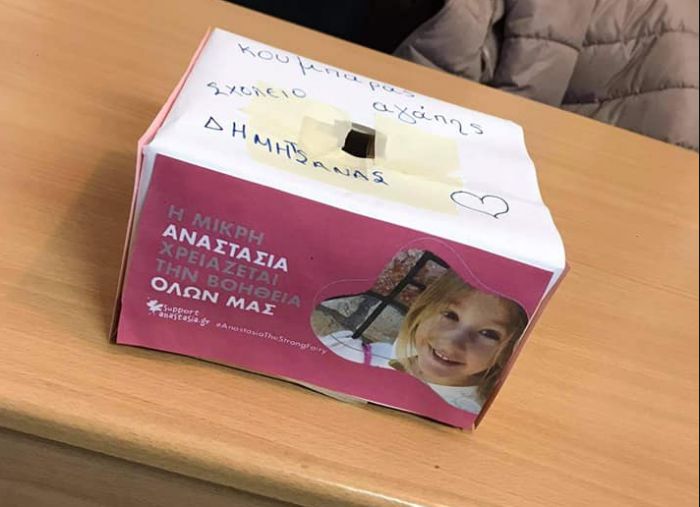 κουμπαρας
αγάπης
ΣΧΟΛΕΙΟ
ΔΗΜΗΤΣΑΝΑΣ
Η ΜΙΚΡΗ
ΑΝΑΣΤΑΣΙΑ
ΧΡΕΙΑΖΕΤΑΙ
ΤΗΝ ΒΟΗΘΕΙΑ
ΟΛΩΝ ΜΑΣ
support
anastasia.gr #AnastasiaTheStrongFairy